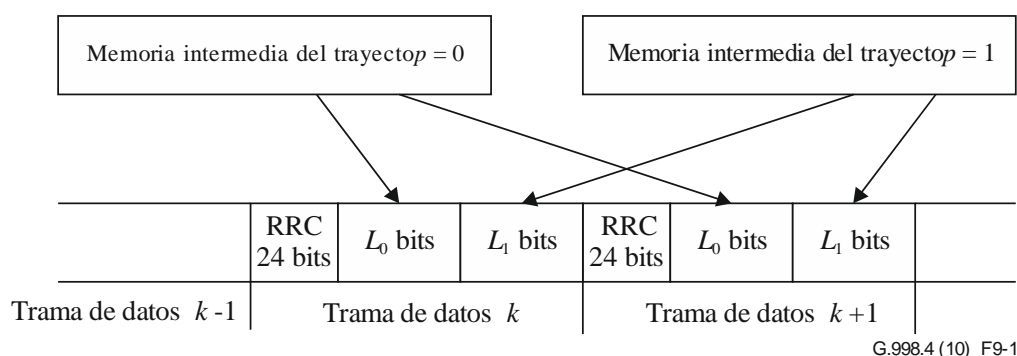 Memoria intermedia del trayectop = 0
Memoria intermedia del trayectop = 1
RRC
24 bits
L₀ bits
L₁ bits
RRC
24 bits
L₀ bits
L₁ bits
Trama de datos k -1
Trama de datos k
Trama de datos k +1
G.998.4 (10) F9-1